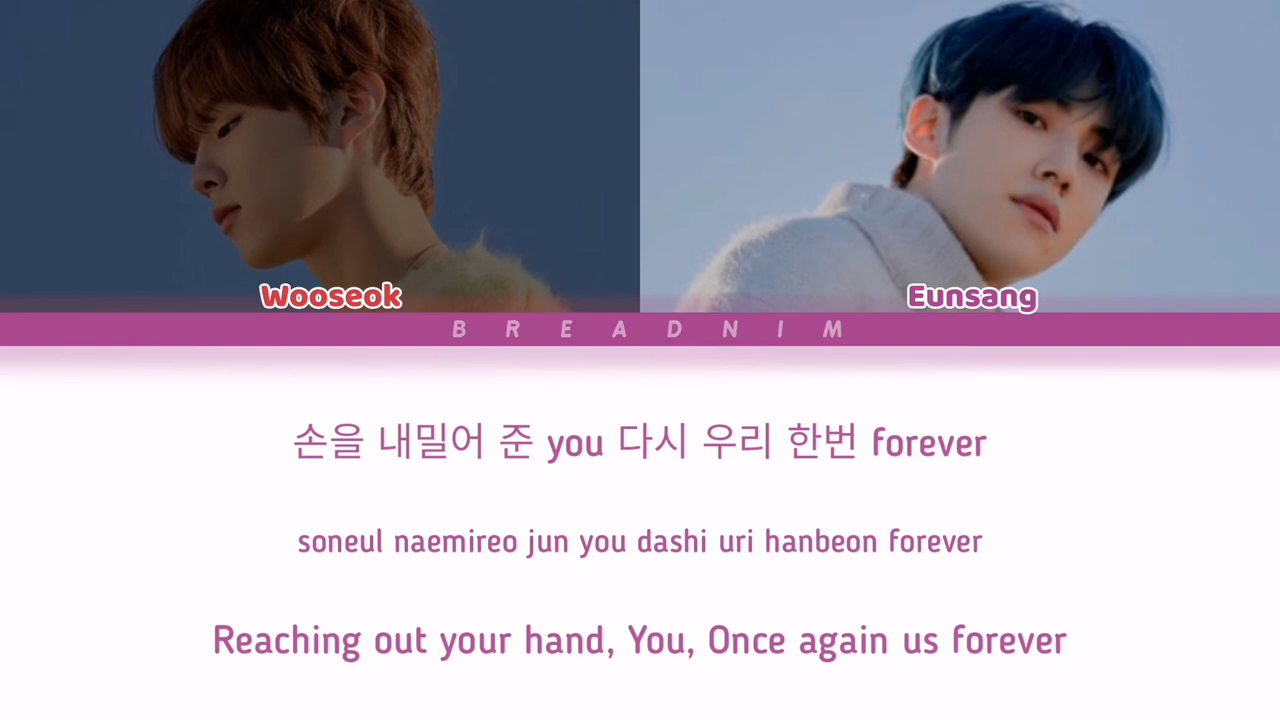 Wooseok
Eunsang
BREADNIM
손을 내밀어 준 you 다시 우리 한번 forever
soneul naemireo jun you dashi uri hanbeon forever
Reaching out your hand, You, Once again us forever